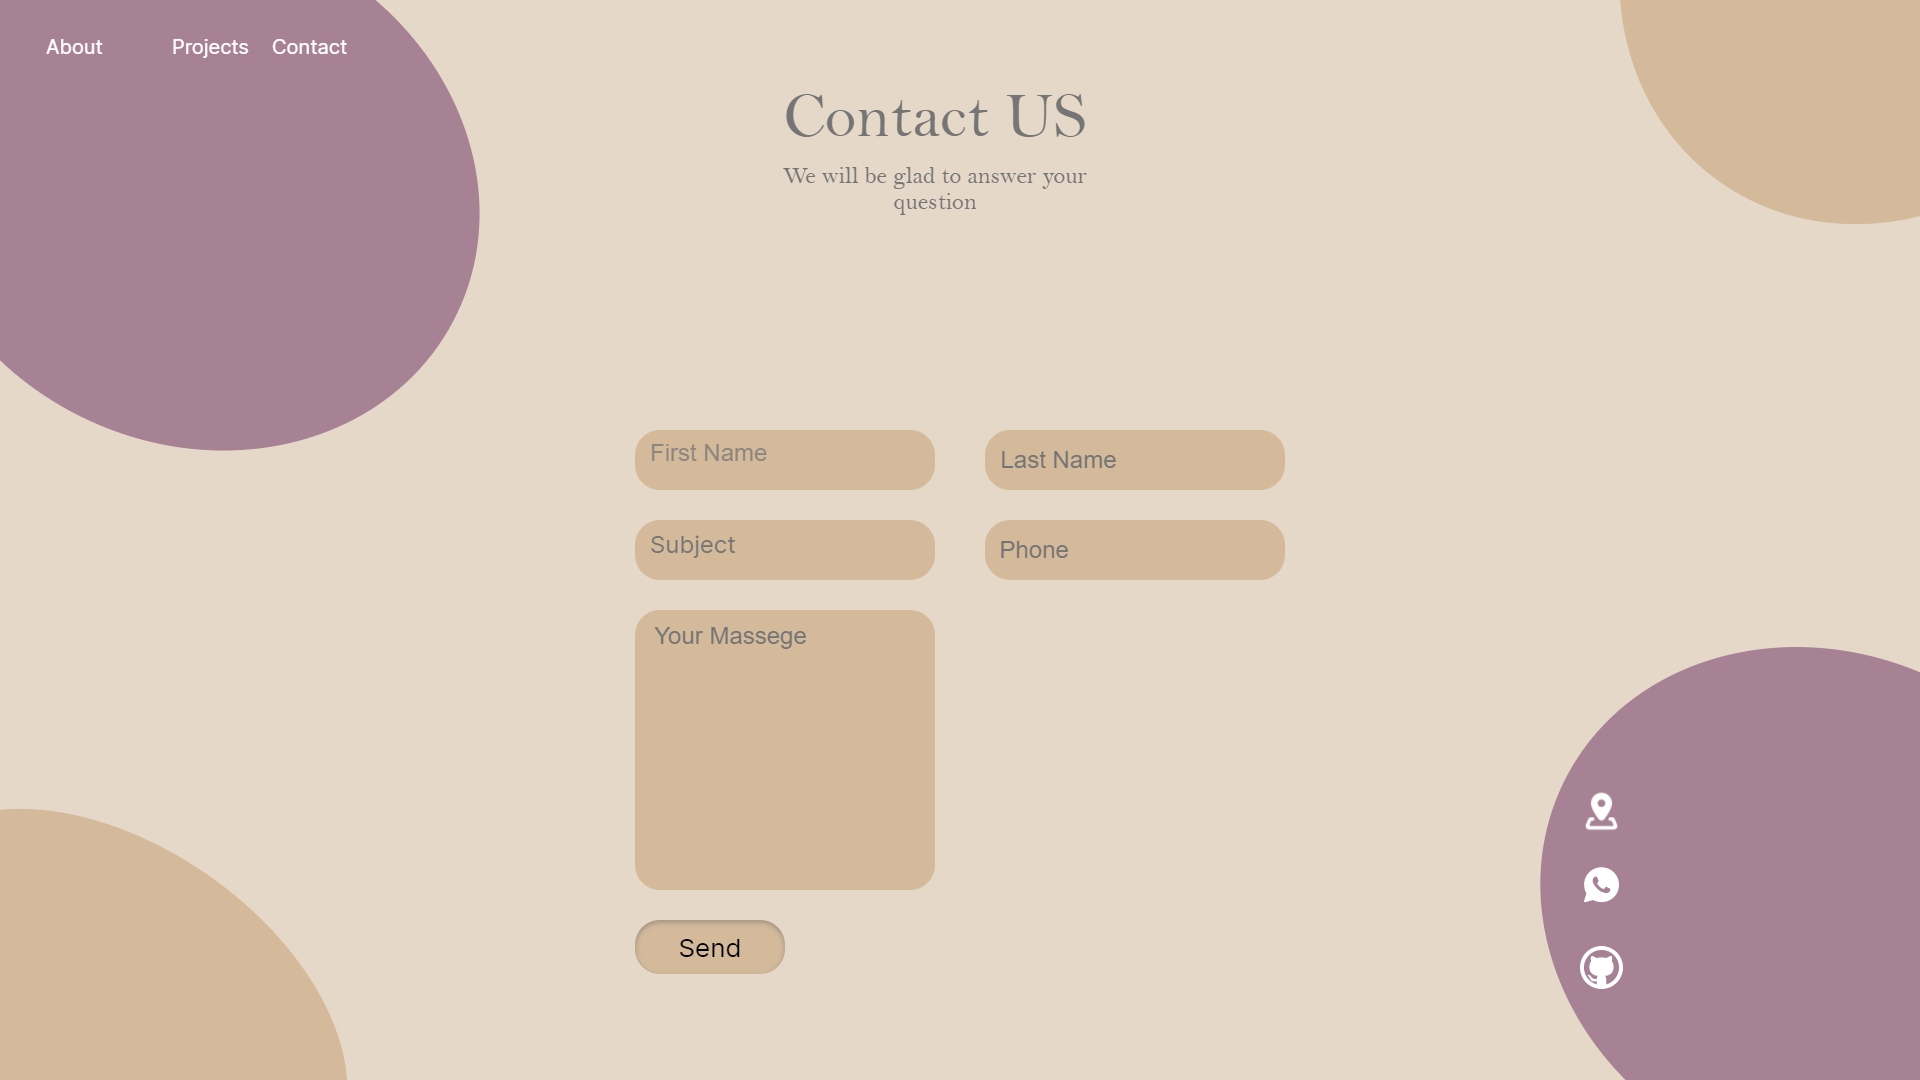 About
Projects
Contact
Contact US
We will be glad to answer your
question
First Name
Last Name
Subject
Phone
Your Massege
Send